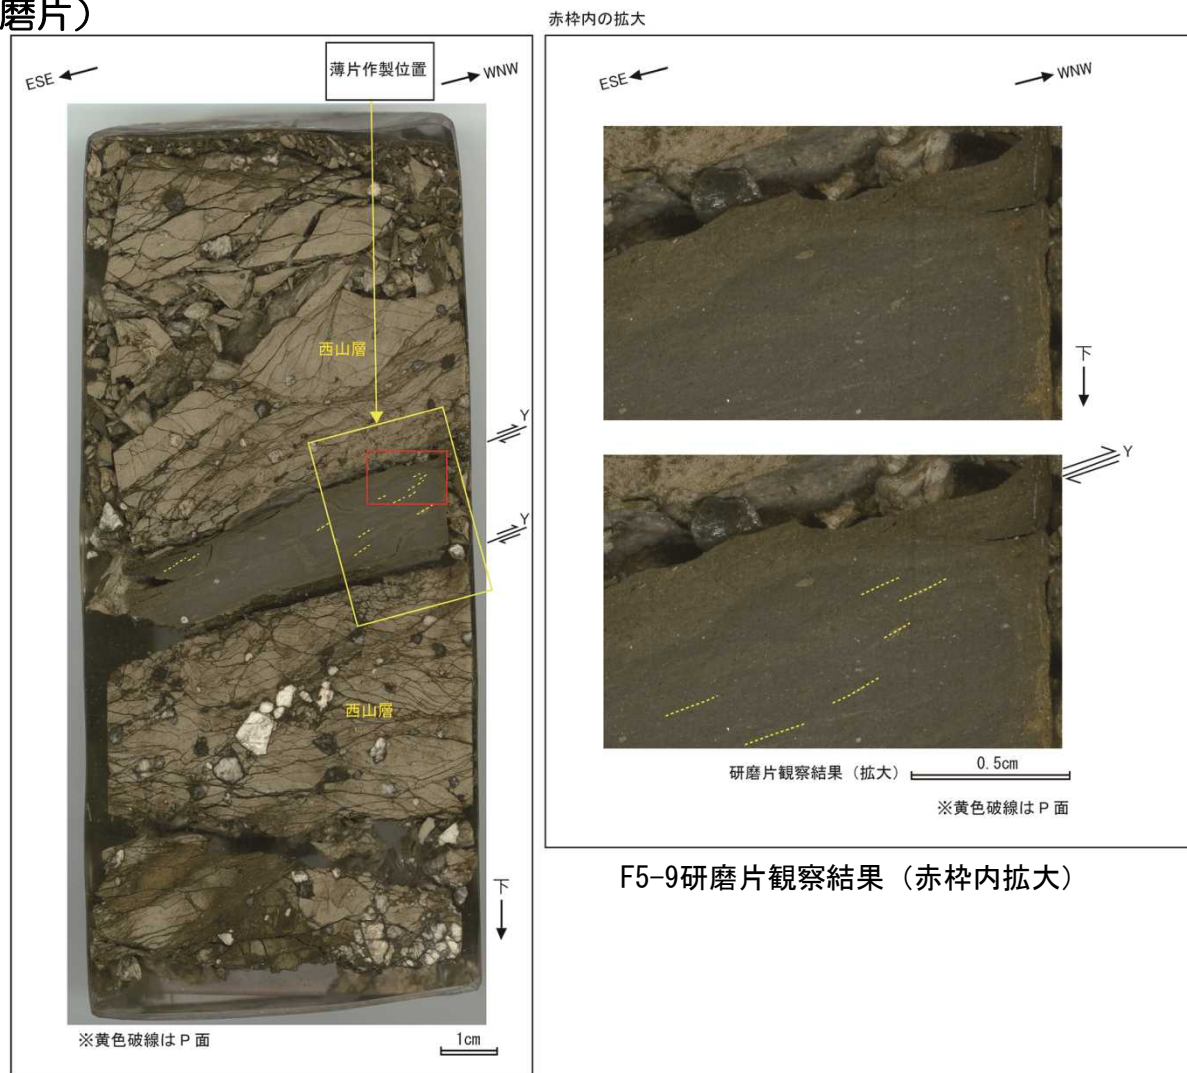 磨片）
赤枠内の拡大
ESE
薄片作製位置
WNW
西山層
Y
Y
西山層
下
※黄色破線はP面
1cm
ESE
WNW
下
Y
0.5cm
研磨片観察結果（拡大）
※黄色破線はP面
F5-9研磨片観察結果（赤枠内拡大）